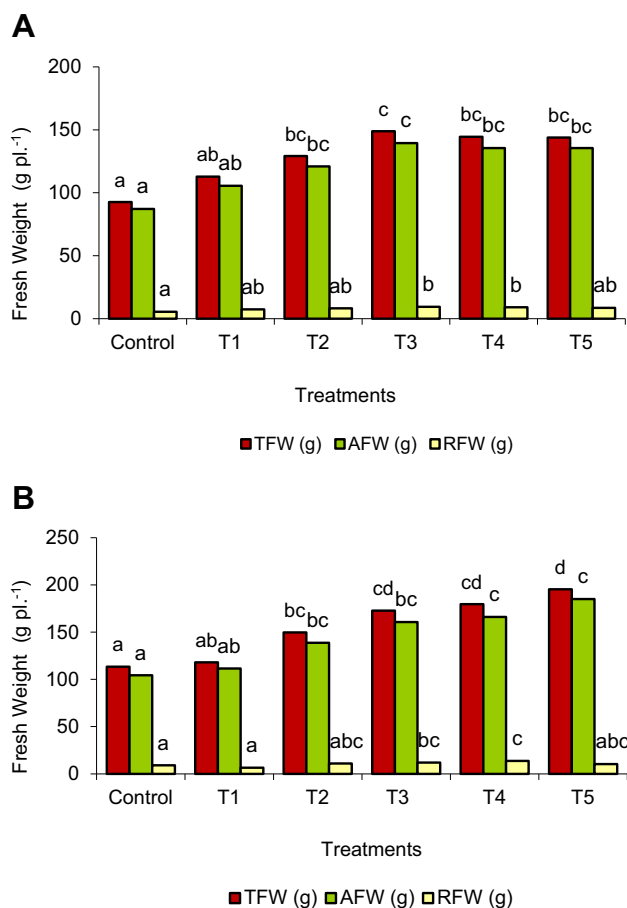 A
Fresh Weight (g pl.-1)
200
150
100
50
0
a a a
ab ab ab
bc bc ab
c c b
bc bc b
bc bc ab
Control T1 T2 T3 T4 T5
Treatments
TFW (g) AFW (g) RFW (g)
B
Fresh Weight (g pl.-1)
250
200
150
100
50
0
a a a
ab ab a
bc bc abc
cd bc bc
cd c c
d c abc
Control T1 T2 T3 T4 T5
Treatments
TFW (g) AFW (g) RFW (g)